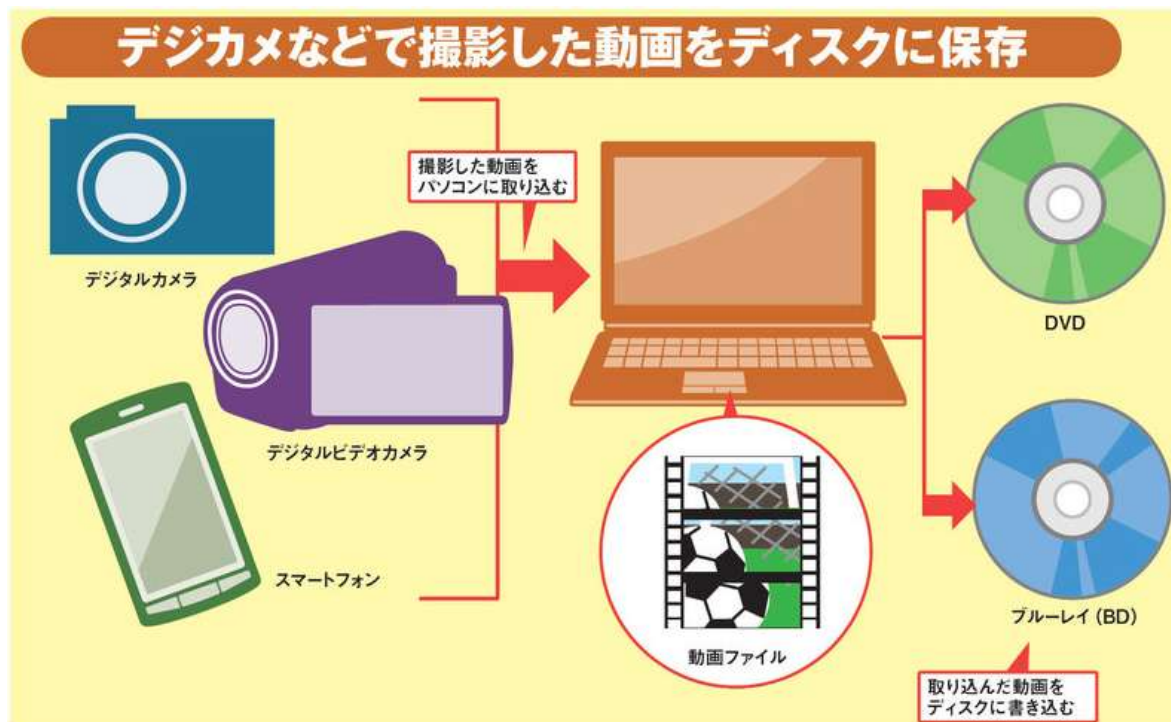 デジカメなどで撮影した動画をディスクに保存
撮影した動画を
パソコンに取り込む
デジタルカメラ
デジタルビデオカメラ
スマートフォン
動画ファイル
DVD
ブルーレイ(BD)
取り込んだ動画を
ディスクに書き込む